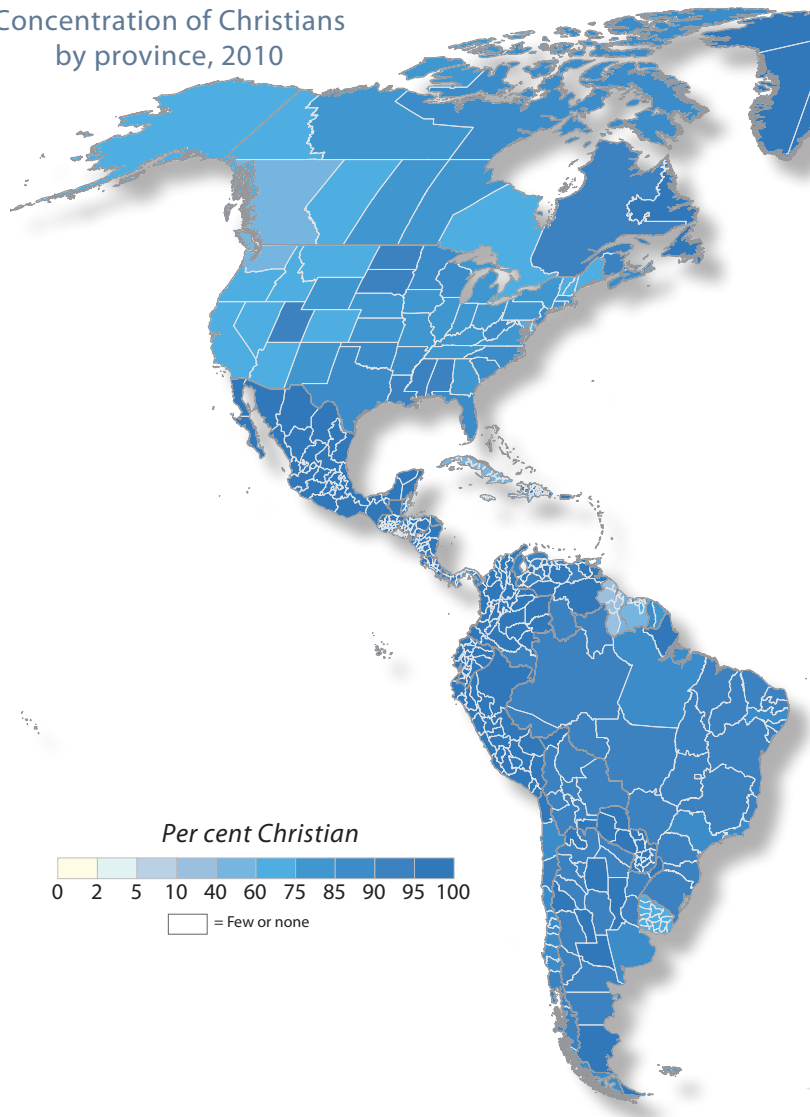 Concentration of Christians
by province, 2010
Per cent Christian
0 2 5 10 40 60 75 85 90 95 100
= Few or none